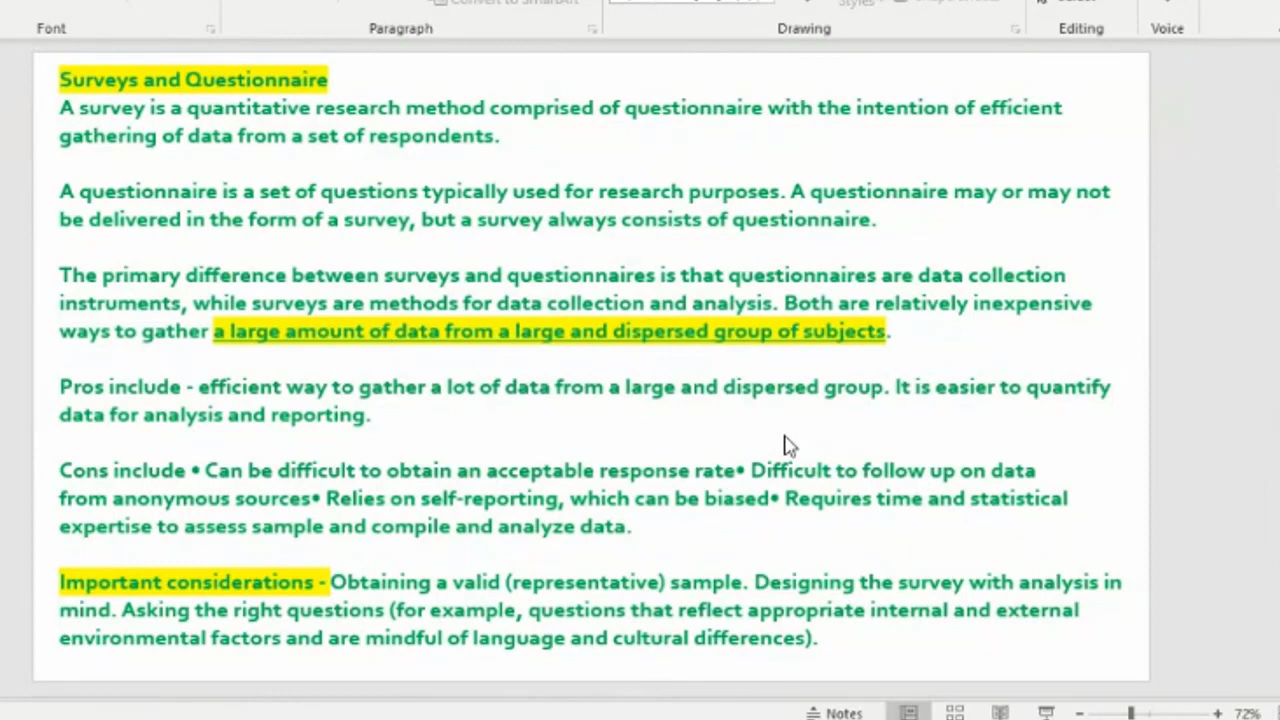 Convert to SmartArt
Styles
Font
Paragraph
Drawing
Editing
Voice
Surveys and Questionnaire
A survey is a quantitative research method comprised of questionnaire with the intention of efficient
gathering of data from a set of respondents.
A questionnaire is a set of questions typically used for research purposes. A questionnaire may or may not
be delivered in the form of a survey, but a survey always consists of questionnaire.
The primary difference between surveys and questionnaires is that questionnaires are data collection
instruments, while surveys are methods for data collection and analysis. Both are relatively inexpensive
ways to gather a large amount of data from a large and dispersed group of subjects.
Pros include - efficient way to gather a lot of data from a large and dispersed group. It is easier to quantify
data for analysis and reporting.
Cons include • Can be difficult to obtain an acceptable response rate• Difficult to follow up on data
from anonymous sources• Relies on self-reporting, which can be biased• Requires time and statistical
expertise to assess sample and compile and analyze data.
Important considerations - Obtaining a valid (representative) sample. Designing the survey with analysis in
mind. Asking the right questions (for example, questions that reflect appropriate internal and external
environmental factors and are mindful of language and cultural differences).
Notes
72%